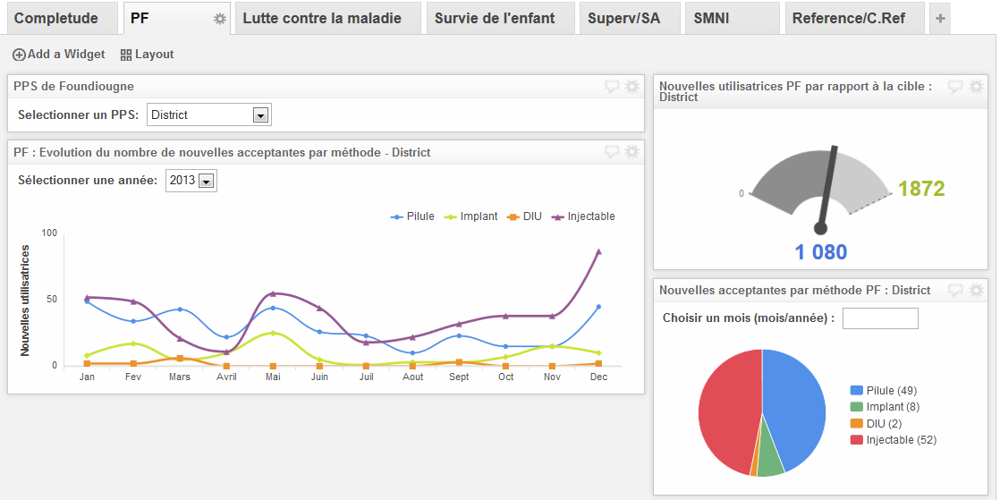 Completude
PF
Lutte contre la maladie
Survie de l'enfant
Superv/SA
SMNI
Reference/C.Ref
+
Add a Widget
Layout
PPS de Foundiougne
Selectionner un PPS:
District
PF : Evolution du nombre de nouvelles acceptantes par méthode - District
Sélectionner une année:
2013
Pilule
Implant
DIU
Injectable
Nouvelles utilisatrices
100
50
0
Jan
Fev
Mars
Avril
Mai
Juin
Juil
Aout
Sept
Oct
Nov
Dec
Nouvelles utilisatrices PF par rapport à la cible :
District
0
1872
1 080
Nouvelles acceptantes par méthode PF : District
Choisir un mois (mois/année) :
Pilule (49)
Implant (8)
DIU (2)
Injectable (52)